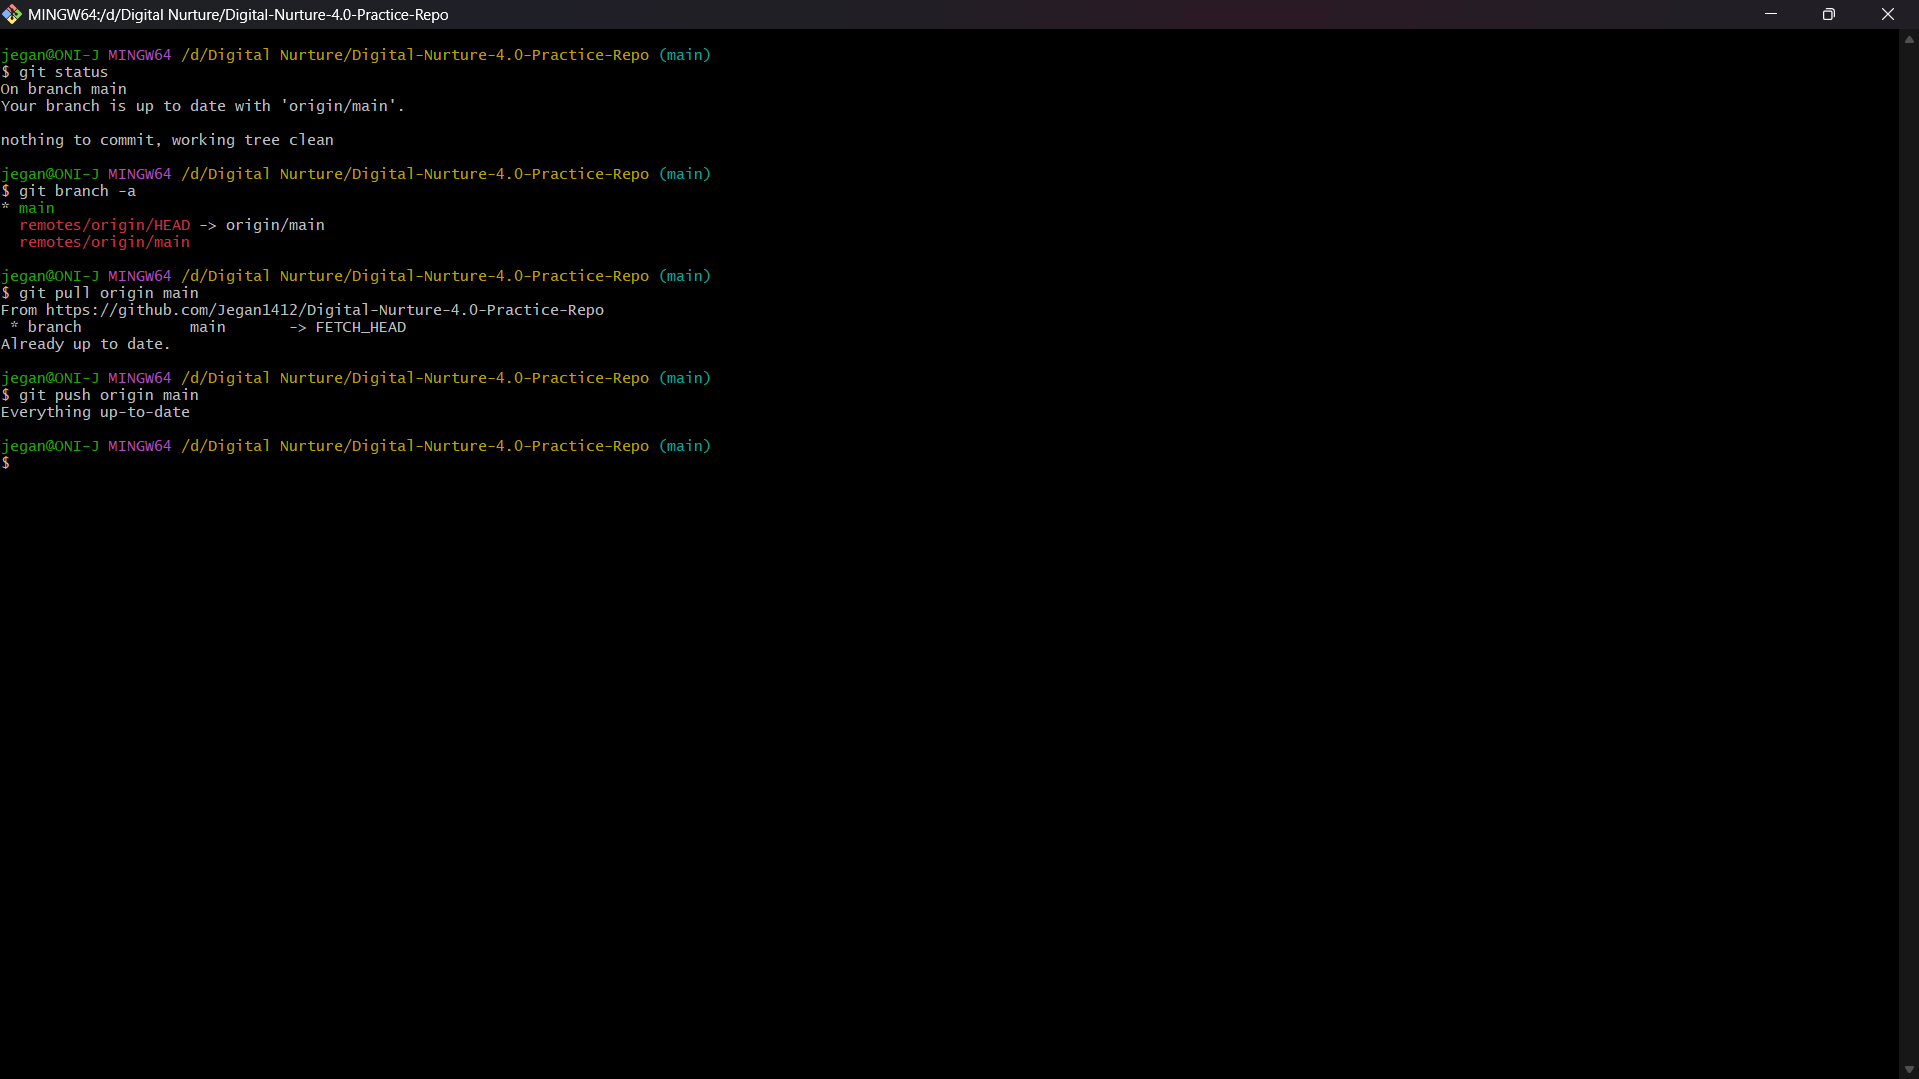 MINGW64:/d/Digital Nurture/Digital-Nurture-4.0-Practice-Repo
jegan@ONI-J MINGW64 /d/Digital Nurture/Digital-Nurture-4.0-Practice-Repo (main)
$ git status
On branch main
Your branch is up to date with 'origin/main'.
nothing to commit, working tree clean
jegan@ONI-J MINGW64 /d/Digital Nurture/Digital-Nurture-4.0-Practice-Repo (main)
$ git branch -a
* main
  remotes/origin/HEAD -> origin/main
  remotes/origin/main
jegan@ONI-J MINGW64 /d/Digital Nurture/Digital-Nurture-4.0-Practice-Repo (main)
$ git pull origin main
From https://github.com/Jegan1412/Digital-Nurture-4.0-Practice-Repo
 * branch            main       -> FETCH_HEAD
Already up to date.
jegan@ONI-J MINGW64 /d/Digital Nurture/Digital-Nurture-4.0-Practice-Repo (main)
$ git push origin main
Everything up-to-date
jegan@ONI-J MINGW64 /d/Digital Nurture/Digital-Nurture-4.0-Practice-Repo (main)
$